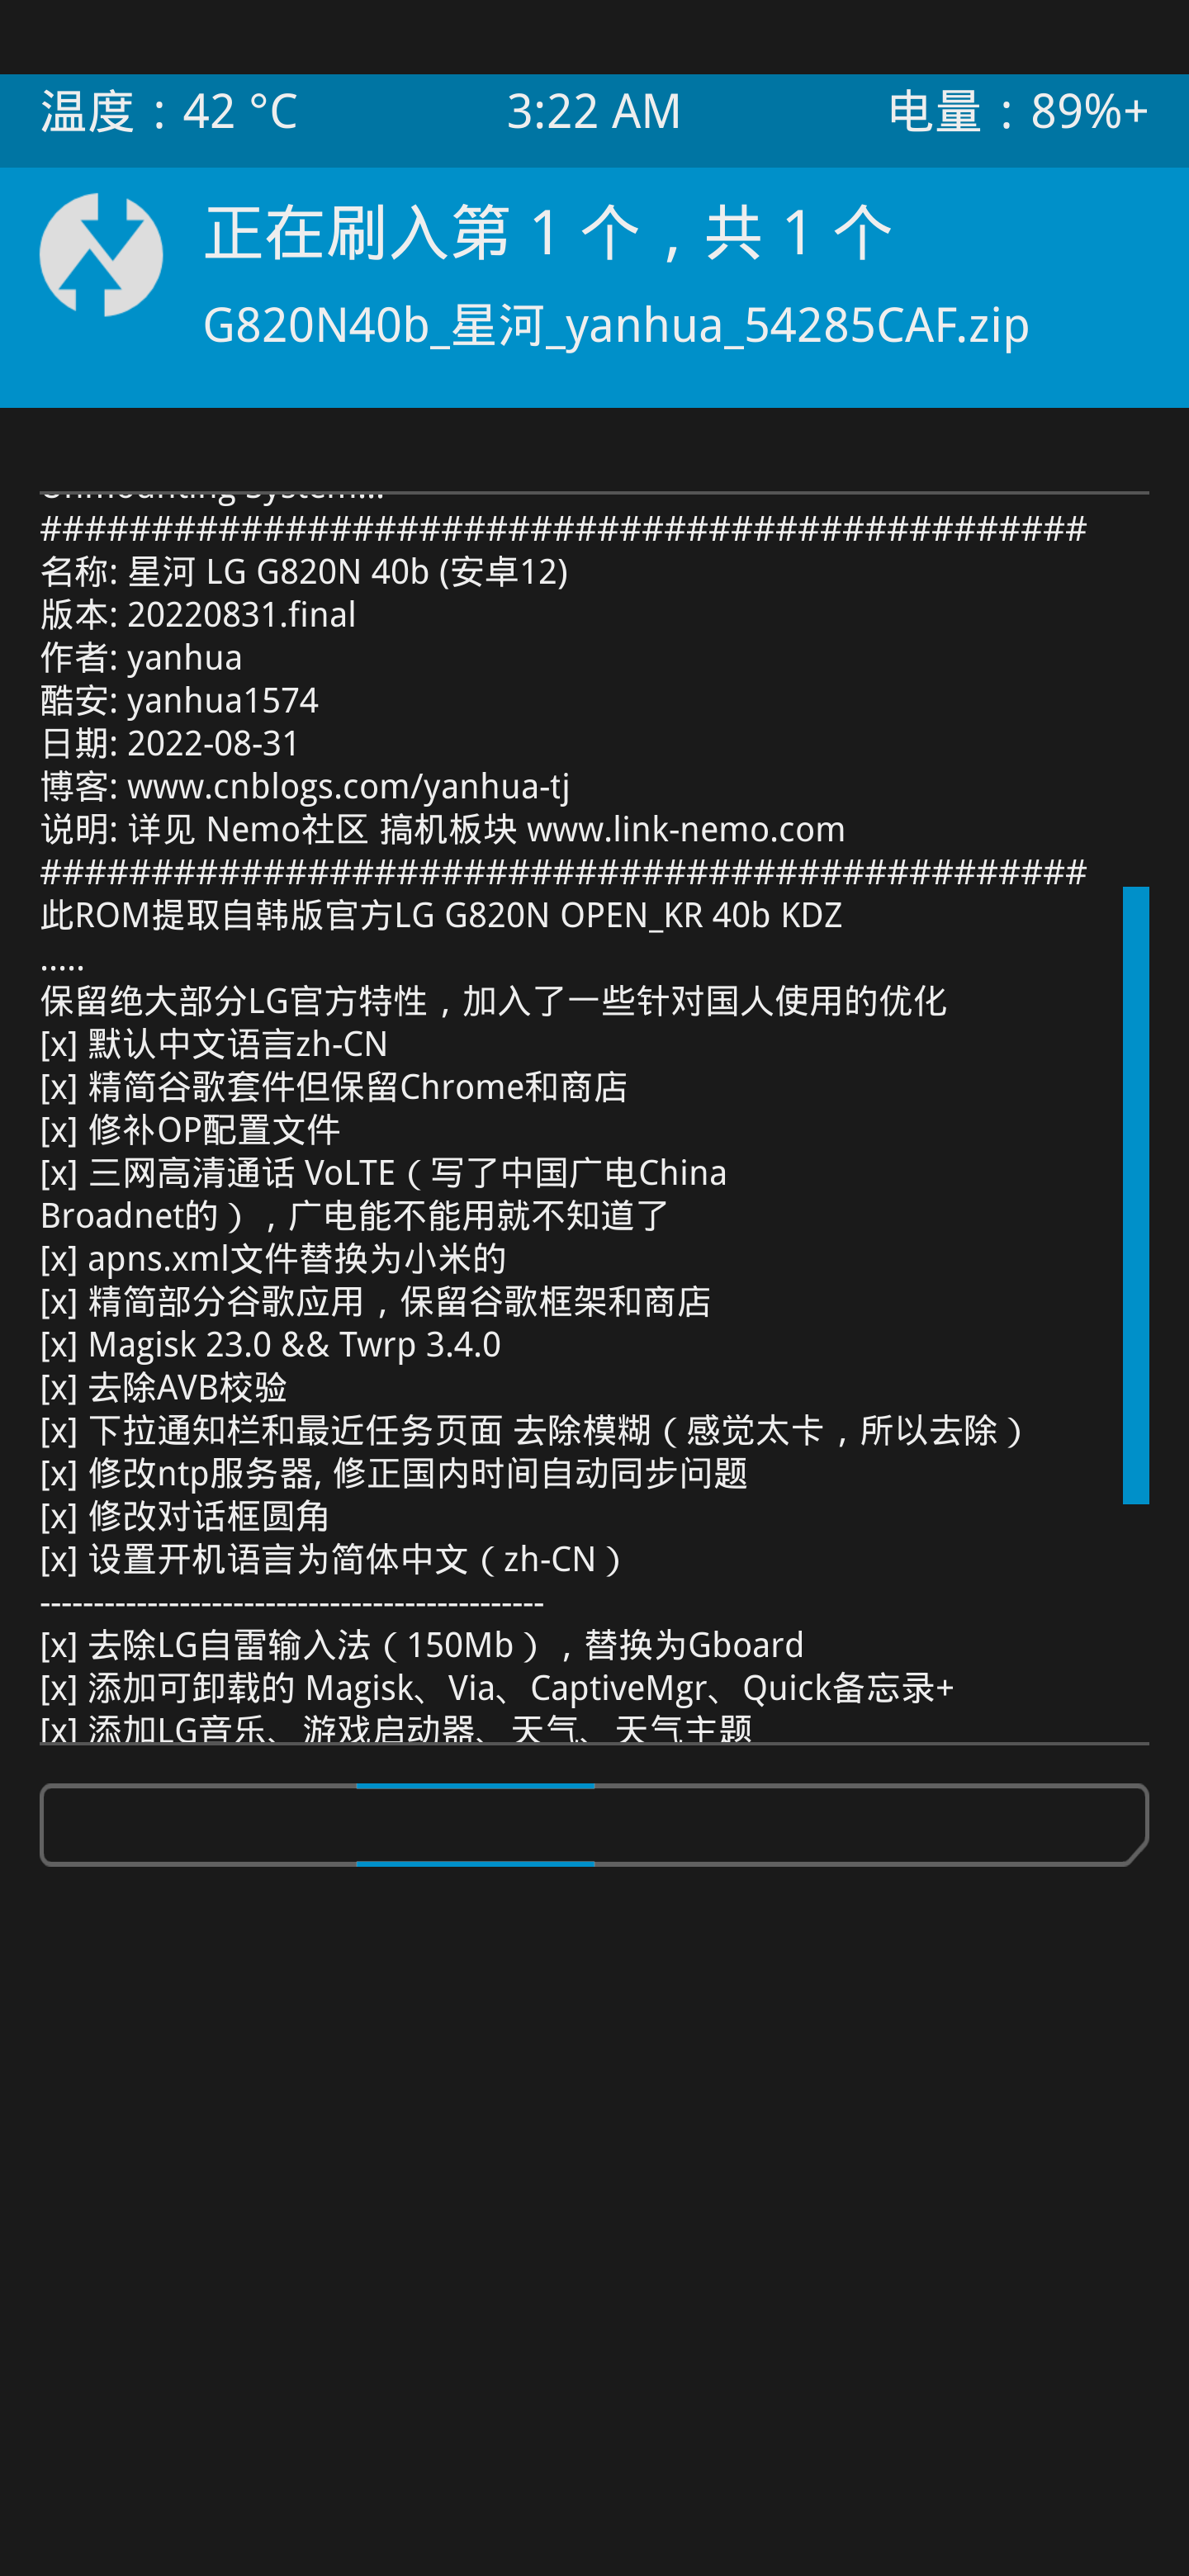 温度：42 °C
3:22 AM
电量：89%+
正在刷入第 1 个，共 1 个
G820N40b_星河_yanhua_54285CAF.zip
Unmounting System...
###############################################
名称: 星河 LG G820N 40b (安卓12)
版本: 20220831.final
作者: yanhua
酷安: yanhua1574
日期: 2022-08-31
博客: www.cnblogs.com/yanhua-tj
说明: 详见 Nemo社区 搞机板块 www.link-nemo.com
###############################################
此ROM提取自韩版官方LG G820N OPEN_KR 40b KDZ
.....
保留绝大部分LG官方特性，加入了一些针对国人使用的优化
[x] 默认中文语言zh-CN
[x] 精简谷歌套件但保留Chrome和商店
[x] 修补OP配置文件
[x] 三网高清通话 VoLTE（写了中国广电China
Broadnet的），广电能不能用就不知道了
[x] apns.xml文件替换为小米的
[x] 精简部分谷歌应用，保留谷歌框架和商店
[x] Magisk 23.0 && Twrp 3.4.0
[x] 去除AVB校验
[x] 下拉通知栏和最近任务页面 去除模糊（感觉太卡，所以去除）
[x] 修改ntp服务器, 修正国内时间自动同步问题
[x] 修改对话框圆角
[x] 设置开机语言为简体中文（zh-CN）
-----------------------------------------------
[x] 去除LG自雷输入法（150Mb），替换为Gboard
[x] 添加可卸载的 Magisk、Via、CaptiveMgr、Quick备忘录+
[x] 添加LG音乐、游戏启动器、天气、天气主题